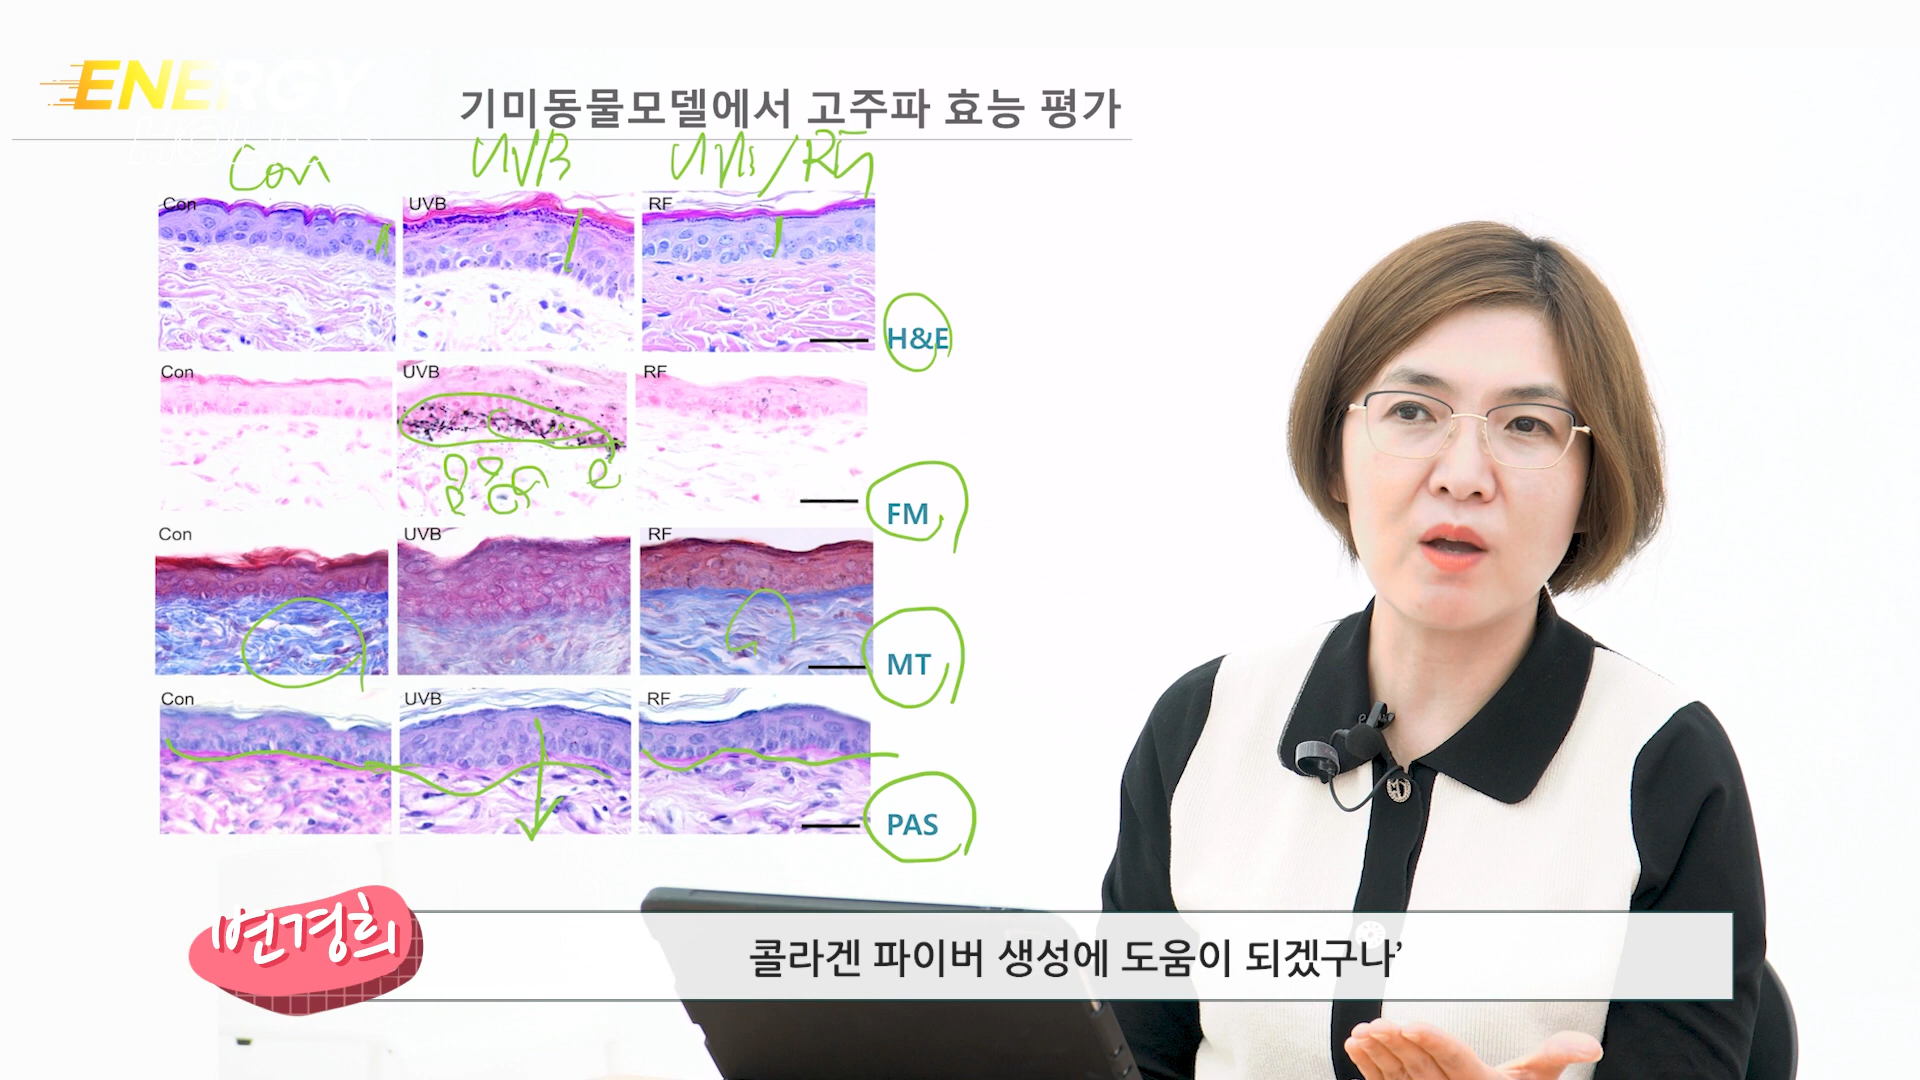 ENERGY
기미동물모델에서 고주파 효능 평가
Con UVB UVB/RF
Con UVB RF
H&E
Con UVB RF
FM
Con UVB RF
MT
Con UVB RF
PAS
변경희
콜라겐 파이버 생성에 도움이 되겠구나’